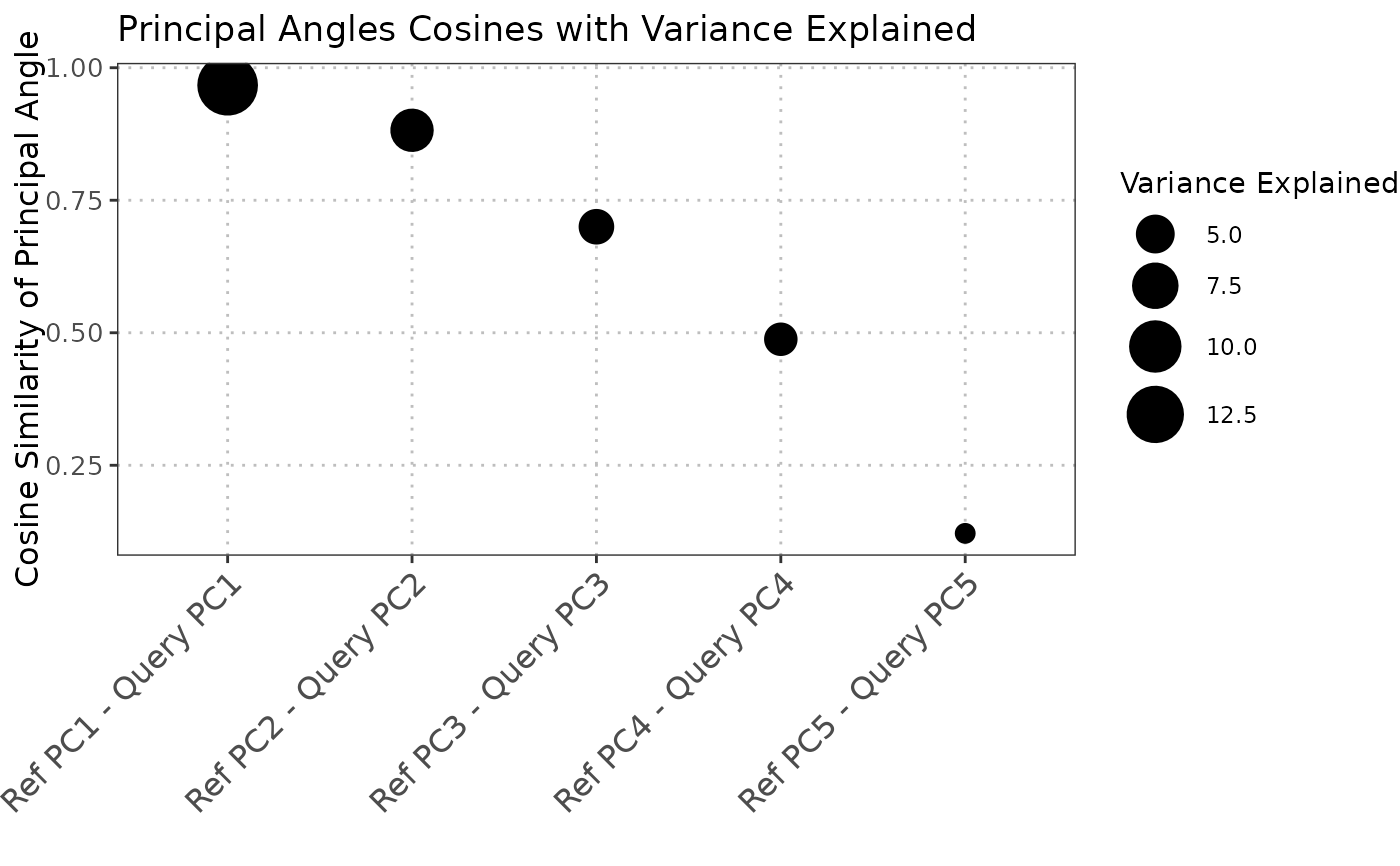 Principal Angles Cosines with Variance Explained
Cosine Similarity of Principal Angle
1.00
0.75
0.50
0.25
Ref PC1 - Query PC1
Ref PC2 - Query PC2
Ref PC3 - Query PC3
Ref PC4 - Query PC4
Ref PC5 - Query PC5
Variance Explained
5.0
7.5
10.0
12.5